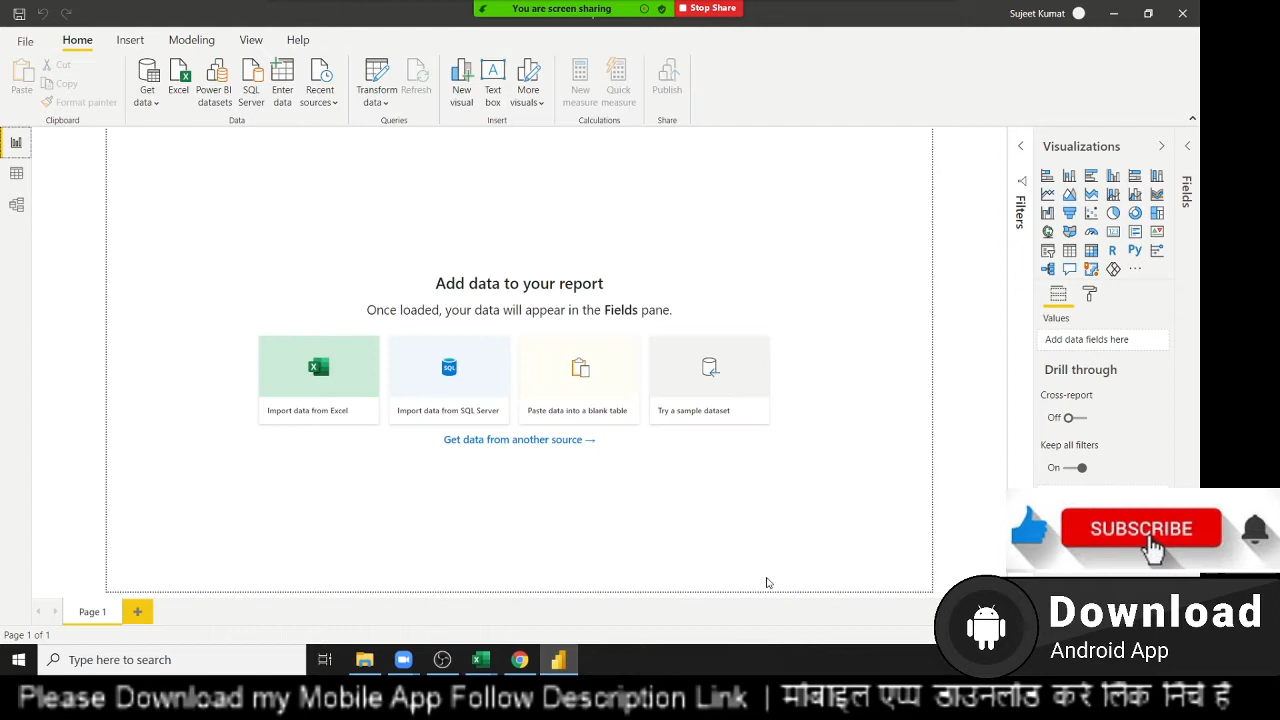 You are screen sharing
Stop Share
Sujeet Kumat
File
Home
Insert
Modeling
View
Help
Paste
Cut
Copy
Format painter
Clipboard
Get data
Excel
Power BI datasets
SQL Server
Enter data
Recent sources
Data
Transform data
Refresh
Queries
New visual
Text box
More visuals
Insert
New measure
Quick measure
Calculations
Publish
Share
Add data to your report
Once loaded, your data will appear in the Fields pane.
Import data from Excel
SQL
Import data from SQL Server
Paste data into a blank table
Try a sample dataset
Get data from another source →
Filters
Visualizations
123
R
Py
Values
Add data fields here
Drill through
Cross-report
Off
Keep all filters
On
Fields
SUBSCRIBE
Download
Android App
Page 1
Page 1 of 1
Type here to search
Please Download my Mobile App Follow Description Link | मोबाइल एप्प डाउनलोड करे लिंक निचे है